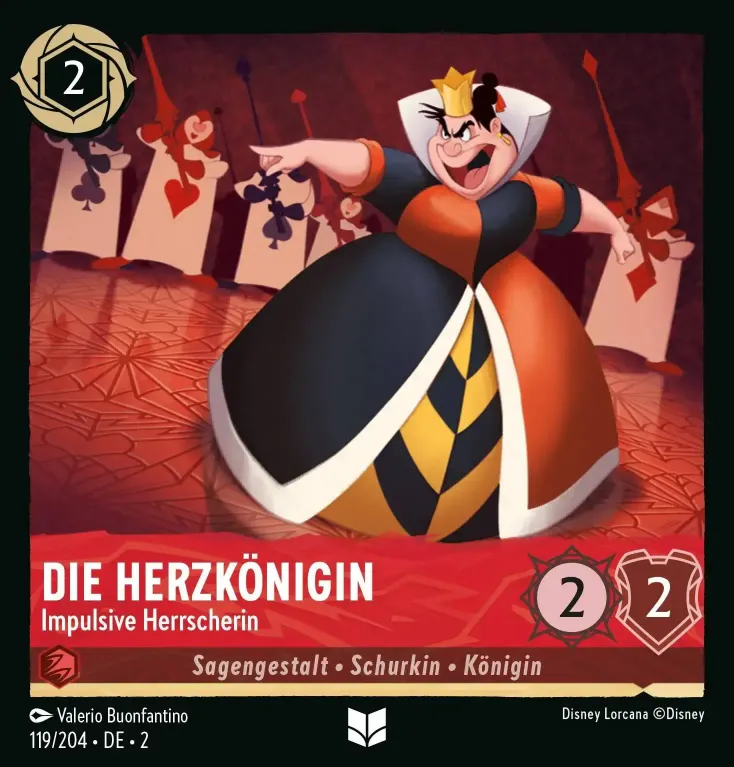 2
DIE HERZKÖNIGIN
Impulsive Herrscherin
2 2
Sagengestalt • Schurkin • Königin
Valerio Buonfantino
Disney Lorcana ©Disney
119/204 • DE • 2